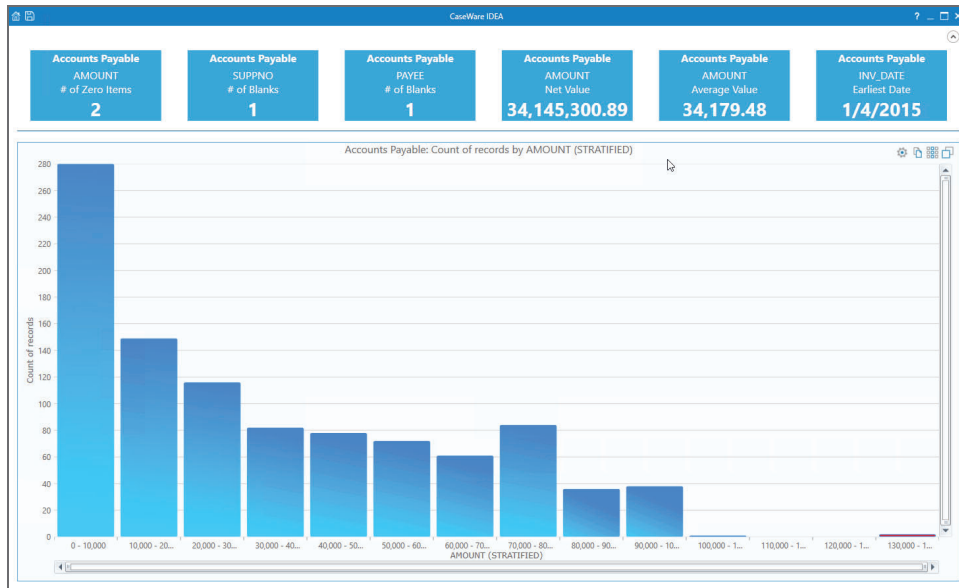 CaseWare IDEA
Accounts Payable
AMOUNT
# of Zero Items
2
Accounts Payable
SUPPNO
# of Blanks
1
Accounts Payable
PAYEE
# of Blanks
1
Accounts Payable
AMOUNT
Net Value
34,145,300.89
Accounts Payable
AMOUNT
Average Value
34,179.48
Accounts Payable
INV_DATE
Earliest Date
1/4/2015
Accounts Payable: Count of records by AMOUNT (STRATIFIED)
Count of records
280
260
240
220
200
180
160
140
120
100
80
60
40
20
0
0 - 10,000
10,000 - 20...
20,000 - 30...
30,000 - 40...
40,000 - 50...
50,000 - 60...
60,000 - 70...
70,000 - 80...
80,000 - 90...
90,000 - 10...
100,000 - 1...
110,000 - 1...
120,000 - 1...
130,000 - 1...
AMOUNT (STRATIFIED)